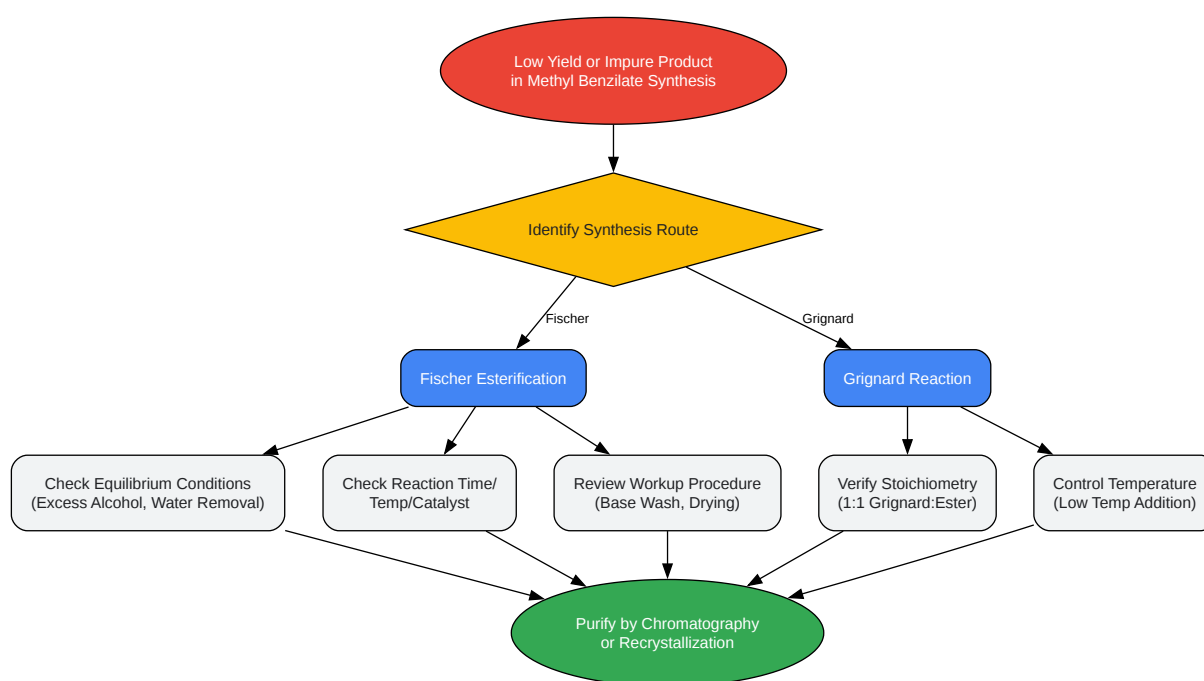 Low Yield or Impure Product
in Methyl Benzilate Synthesis
Identify Synthesis Route
Fischer
Grignard
Fischer Esterification
Grignard Reaction
Check Equilibrium Conditions
(Excess Alcohol, Water Removal)
Check Reaction Time/
Temp/Catalyst
Review Workup Procedure
(Base Wash, Drying)
Verify Stoichiometry
(1:1 Grignard:Ester)
Control Temperature
(Low Temp Addition)
Purify by Chromatography
or Recrystallization